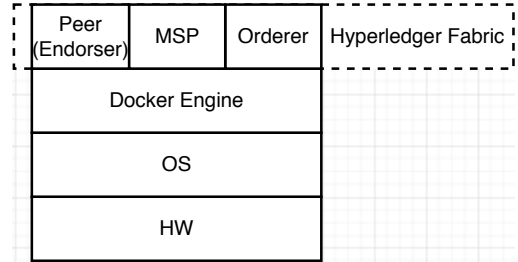 Peer
(Endorser)
MSP
Orderer
Hyperledger Fabric
Docker Engine
OS
HW